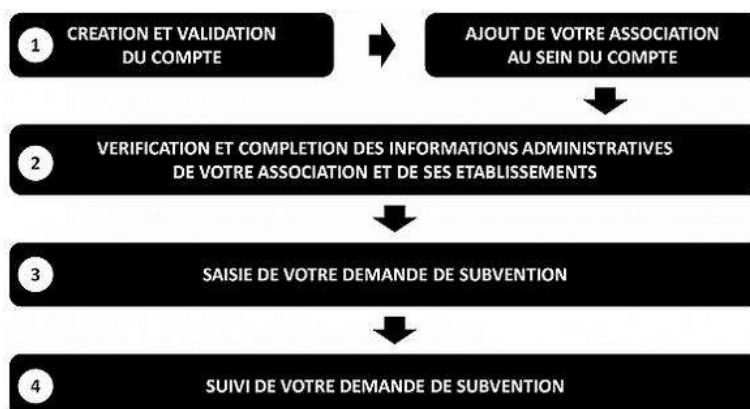 1
CREATION ET VALIDATION
DU COMPTE
AJOUT DE VOTRE ASSOCIATION
AU SEIN DU COMPTE
2
VERIFICATION ET COMPLETION DES INFORMATIONS ADMINISTRATIVES
DE VOTRE ASSOCIATION ET DE SES ETABLISSEMENTS
3
SAISIE DE VOTRE DEMANDE DE SUBVENTION
4
SUIVI DE VOTRE DEMANDE DE SUBVENTION